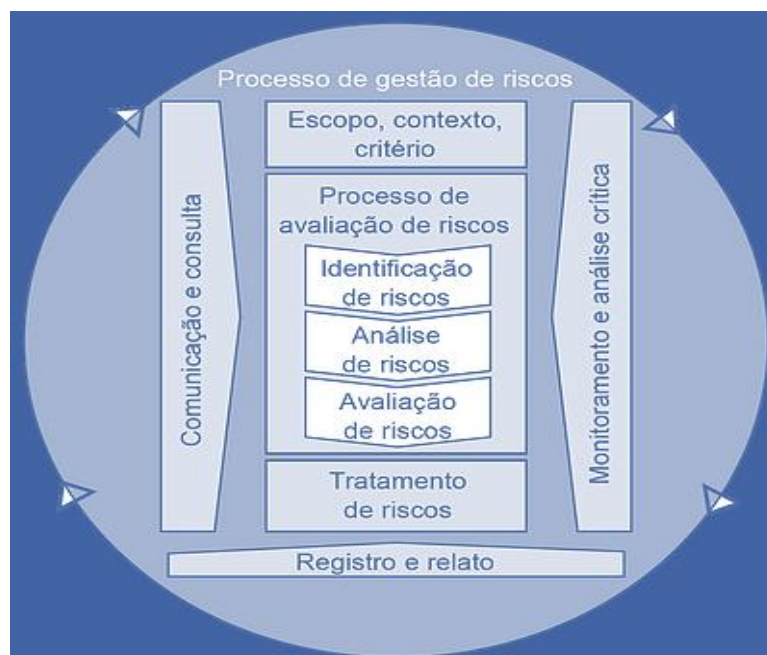 Processo de gestão de riscos
Escopo, contexto,
critério
Comunicação e consulta
Processo de
avaliação de riscos
Identificação
de riscos
Análise
de riscos
Avaliação
de riscos
Monitoramento e análise crítica
Tratamento
de riscos
Registro e relato